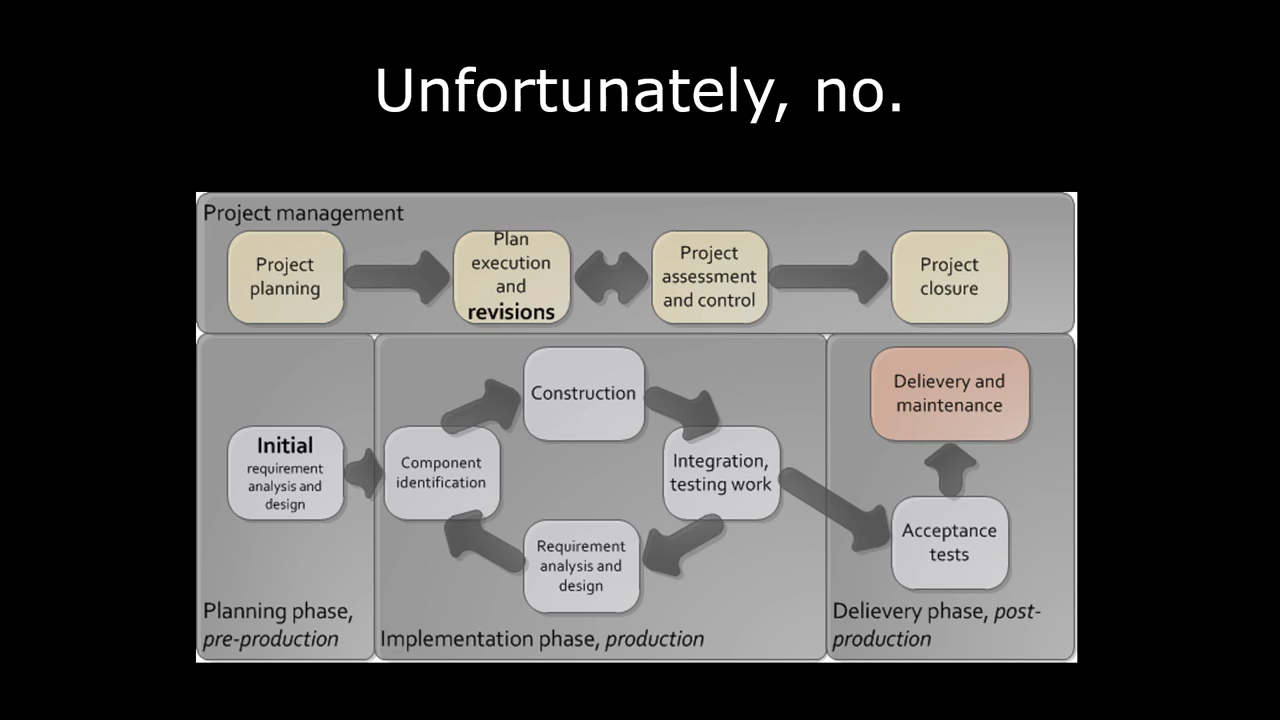 Unfortunately, no.
Project management
Project
planning
Plan
execution
and
revisions
Project
assessment
and control
Project
closure
Initial
requirement
analysis and
design
Component
identification
Construction
Integration,
testing work
Requirement
analysis and
design
Delievery and
maintenance
Acceptance
tests
Planning phase,
pre-production
Implementation phase, production
Delievery phase, post-
production